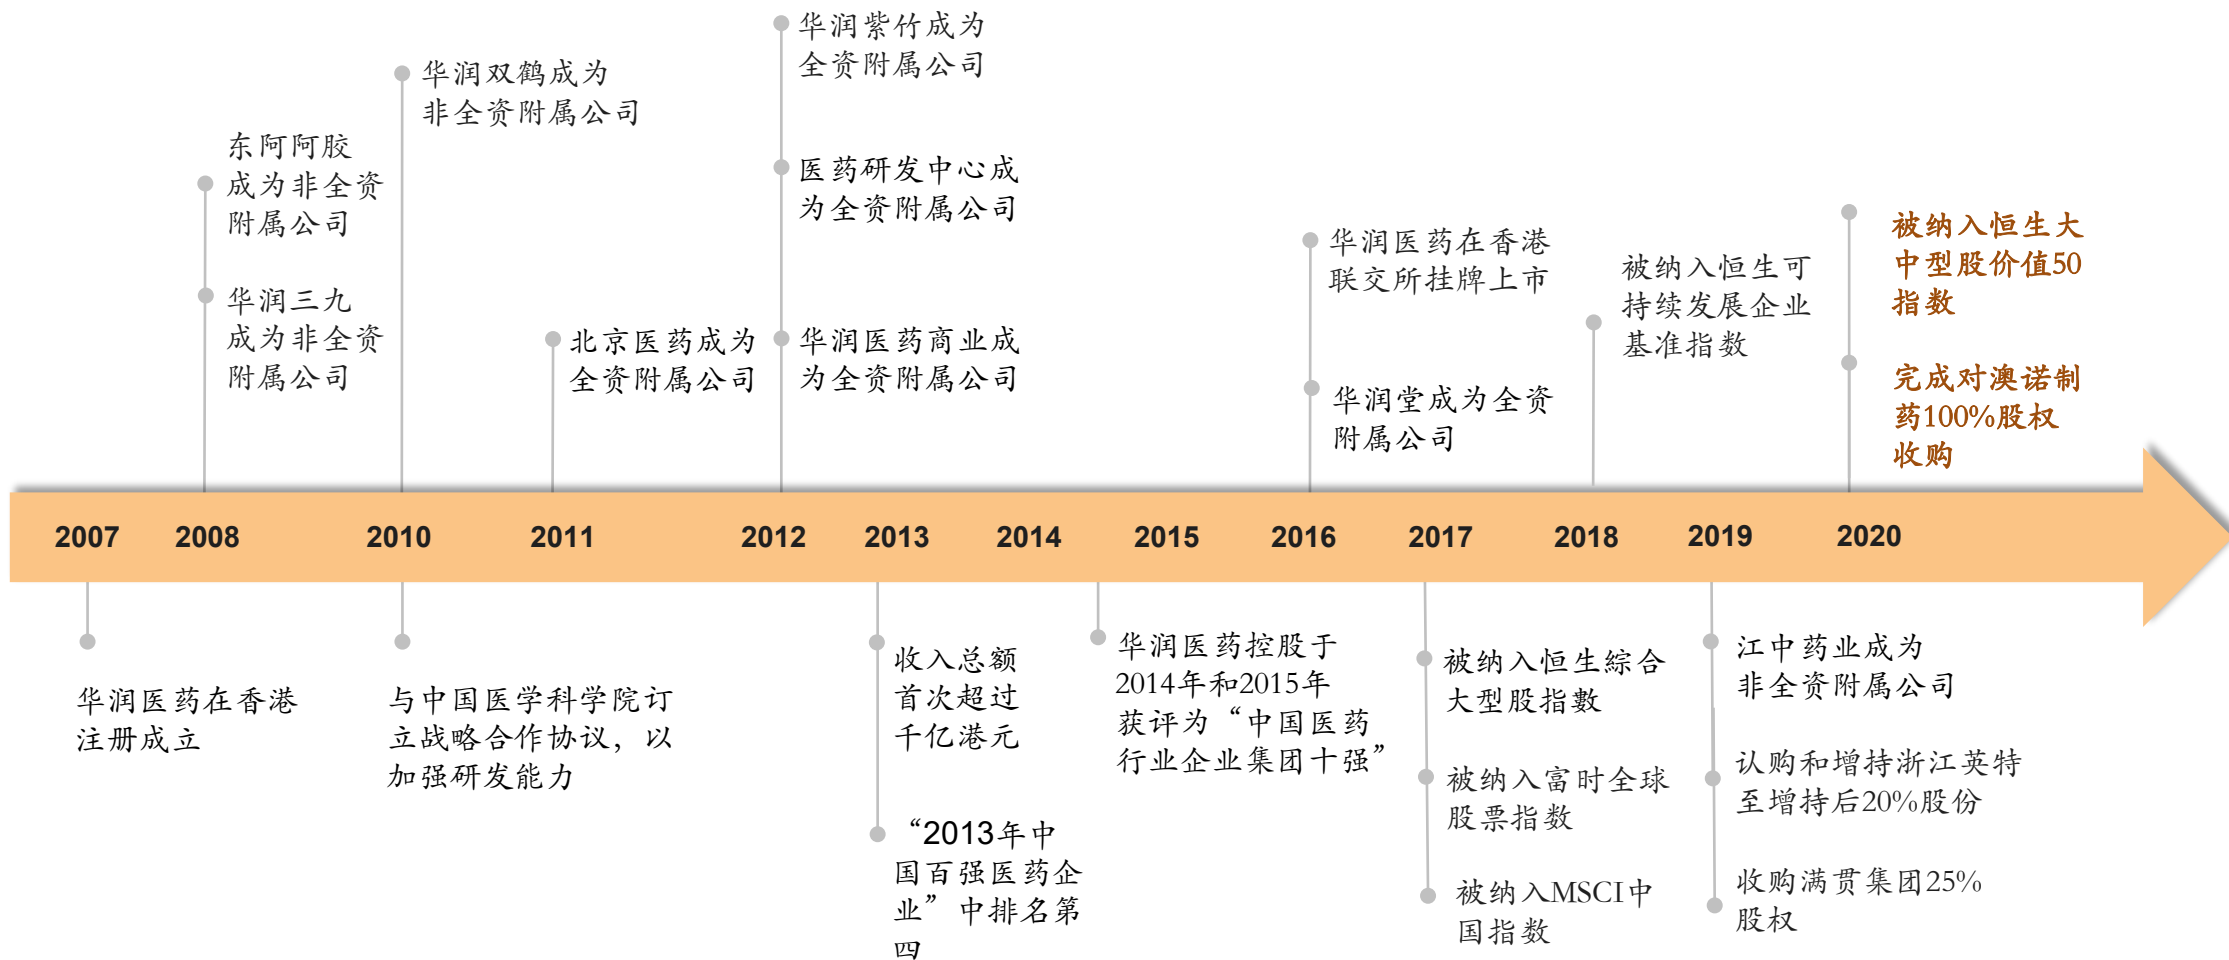 华润紫竹成为
全资附属公司
华润双鹤成为
非全资附属公司
东阿阿胶
成为非全资
附属公司
医药研发中心成
为全资附属公司
华润三九
成为非全资
附属公司
北京医药成为
全资附属公司
华润医药商业成
为全资附属公司
华润医药在香港
联交所挂牌上市
华润堂成为全资
附属公司
被纳入恒生可
持续发展企业
基准指数
被纳入恒生大
中型股价值50
指数
完成对澳诺制
药100%股权
收购
2007 2008 2010 2011 2012 2013 2014 2015 2016 2017 2018 2019 2020
华润医药在香港
注册成立
与中国医学科学院订
立战略合作协议，以
加强研发能力
收入总额
首次超过
千亿港元
“2013年中
国百强医药企
业”中排名第
四
华润医药控股于
2014年和2015年
获评为“中国医药
行业企业集团十强”
被纳入恒生綜合
大型股指數
被纳入富时全球
股票指数
被纳入MSCI中
国指数
江中药业成为
非全资附属公司
认购和增持浙江英特
至增持后20%股份
收购满贯集团25%
股权